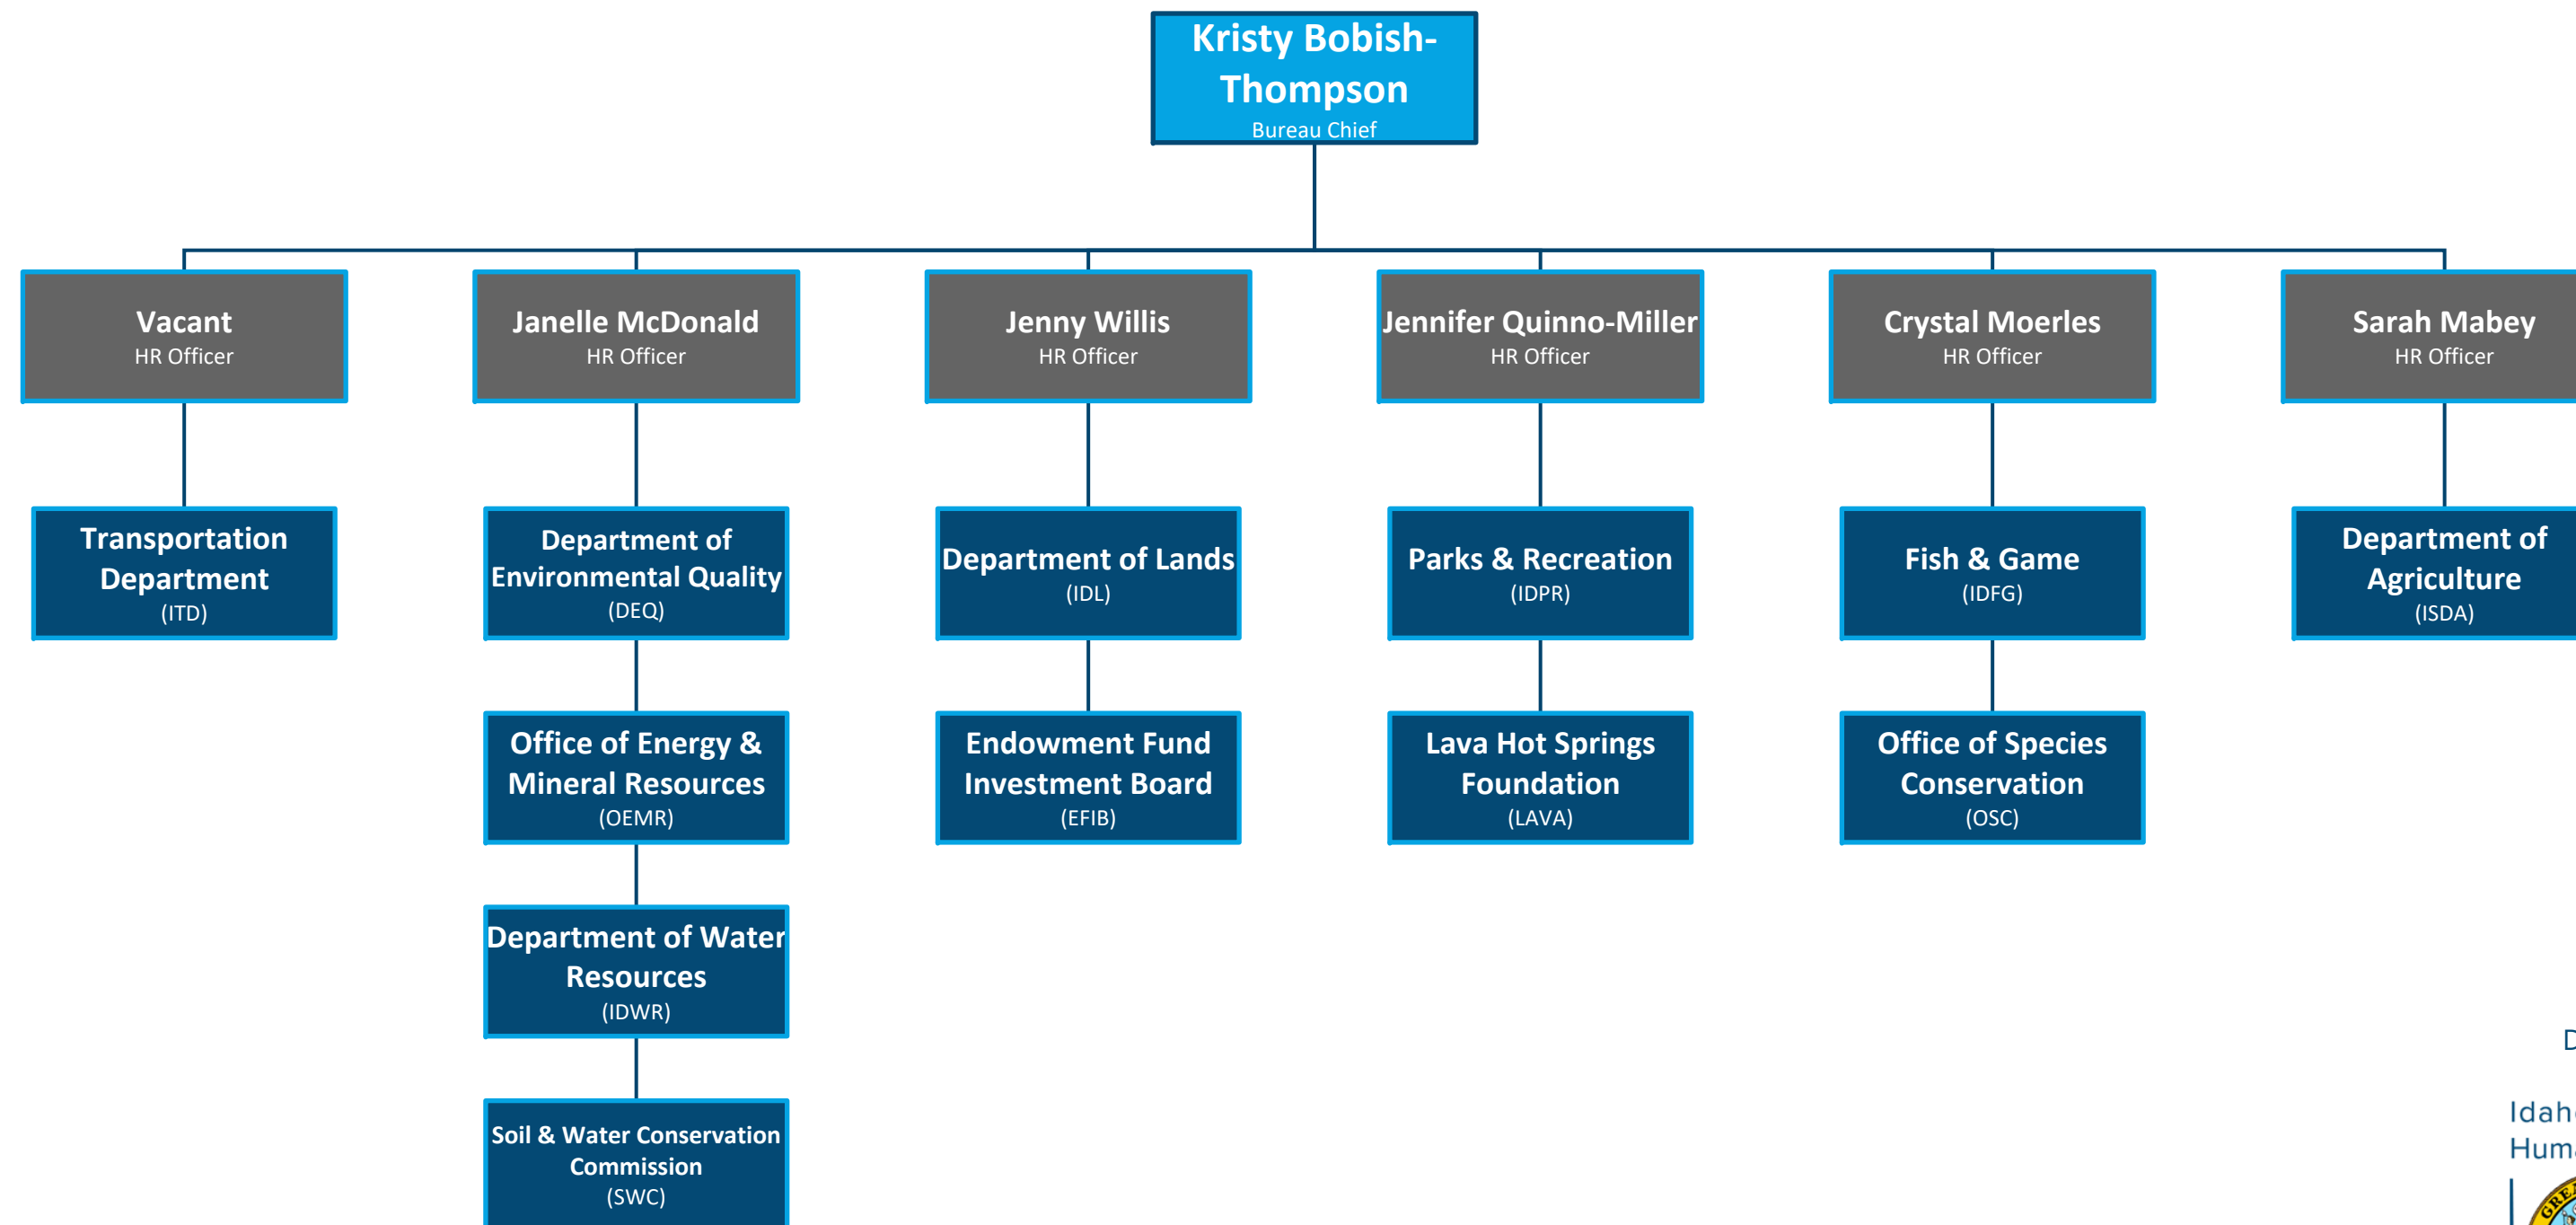 Kristy Bobish-
Thompson
Bureau Chief
Vacant
HR Officer
Janelle McDonald
HR Officer
Jenny Willis
HR Officer
Jennifer Quinno-Miller
HR Officer
Crystal Moerles
HR Officer
Sarah Mabey
HR Officer
Transportation
Department
(ITD)
Department of
Environmental Quality
(DEQ)
Department of Lands
(IDL)
Parks & Recreation
(IDPR)
Fish & Game
(IDFG)
Department of
Agriculture
(ISDA)
Office of Energy &
Mineral Resources
(OEMR)
Endowment Fund
Investment Board
(EFIB)
Lava Hot Springs
Foundation
(LAVA)
Office of Species
Conservation
(OSC)
Department of Water
Resources
(IDWR)
Soil & Water Conservation
Commission
(SWC)